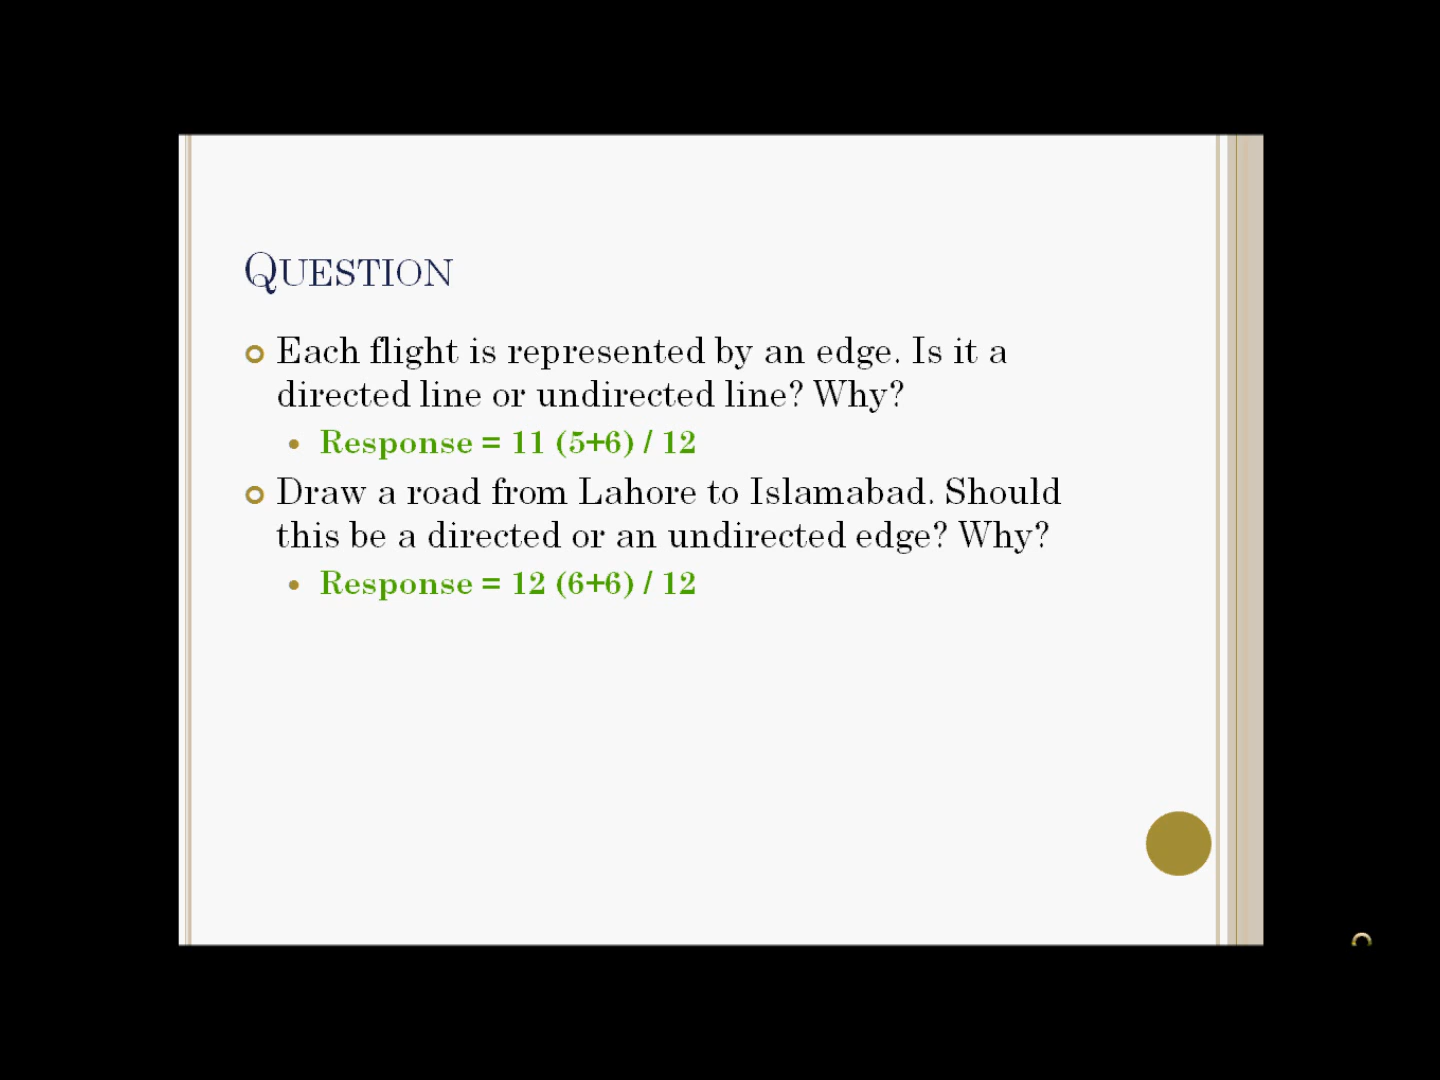 QUESTION
Each flight is represented by an edge. Is it a
directed line or undirected line? Why?
Response = 11 (5+6) / 12
Draw a road from Lahore to Islamabad. Should
this be a directed or an undirected edge? Why?
Response = 12 (6+6) / 12